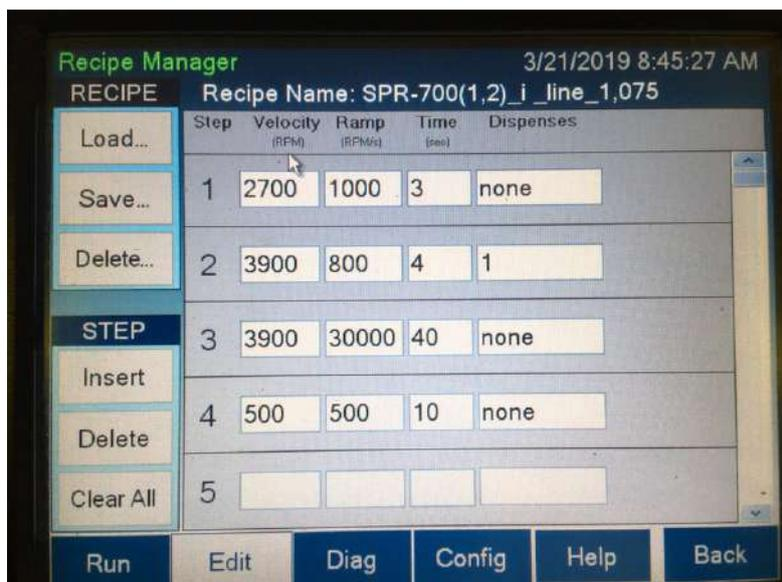 Recipe Manager 3/21/2019 8:45:27 AM
RECIPE Recipe Name: SPR-700(1,2)_i _line_1,075
Step Velocity Ramp Time Dispenses
(RPM) (RPM/s) (sec)
Load...
1 2700 1000 3 none
Save...
Delete...
2 3900 800 4 1
STEP
3 3900 30000 40 none
Insert
4 500 500 10 none
Delete
Clear All
5
Run Edit Diag Config Help Back